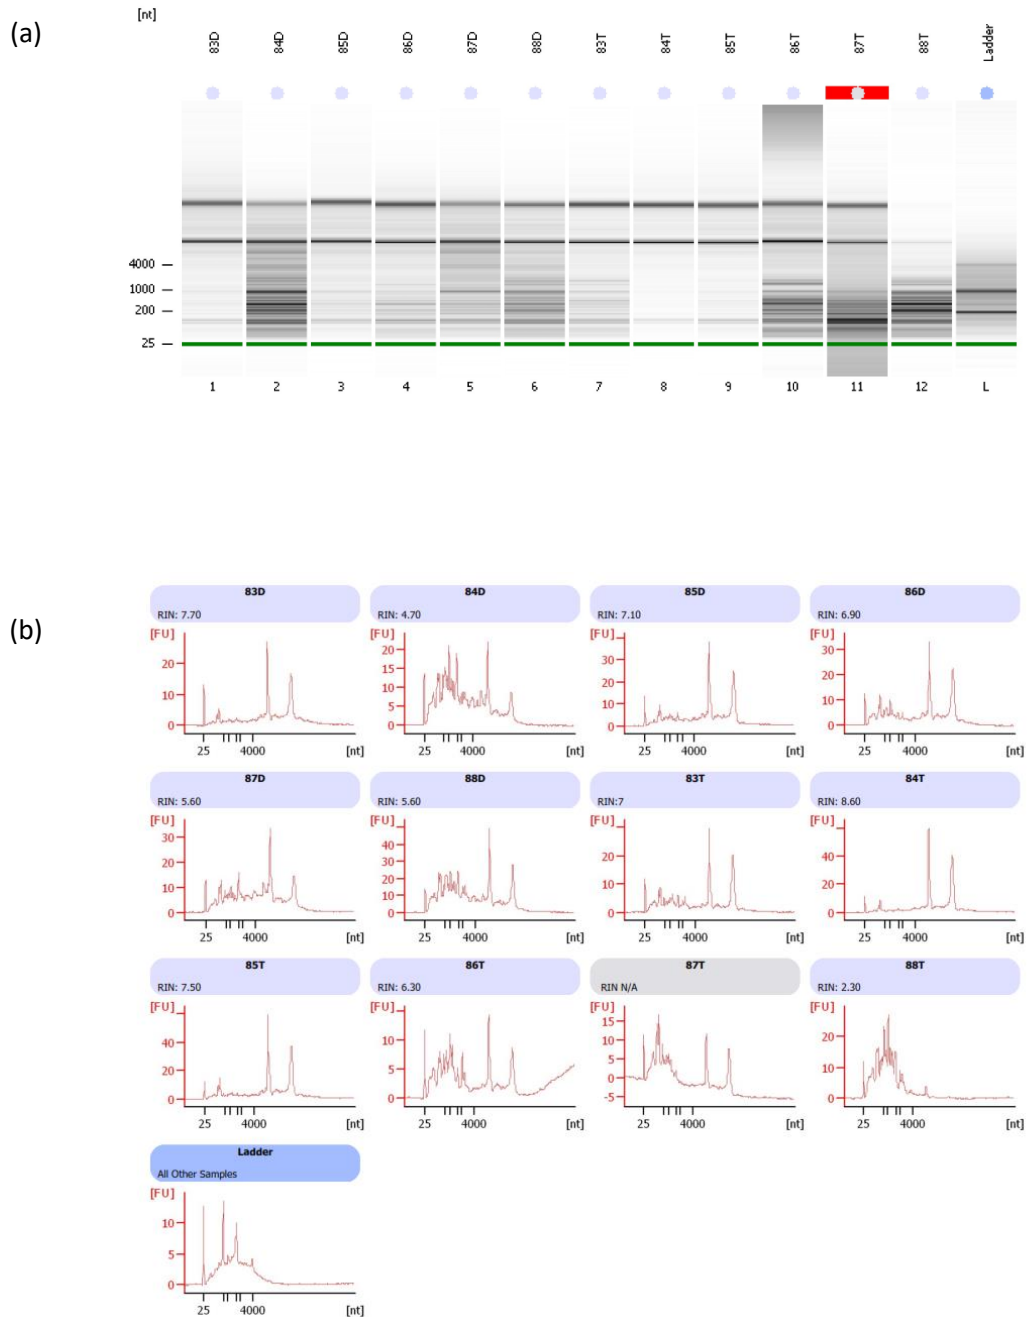 (a)
[nt]
83D 84D 85D 86D 87D 88D 83T 84T 85T 86T 87T 88T Ladder
4000
1000
200
25
1 2 3 4 5 6 7 8 9 10 11 12 L
(b)
83D 84D 85D 86D
RIN: 7.70 RIN: 4.70 RIN: 7.10 RIN: 6.90
[FU] [FU] [FU] [FU]
20 10 0
20 15 10 5 0
40 30 20 10 0
30 20 10 0
25 4000 [nt] 25 4000 [nt] 25 4000 [nt] 25 4000 [nt]
87D 88D 83T 84T
RIN: 5.60 RIN: 5.60 RIN:7 RIN: 8.60
[FU] [FU] [FU] [FU]
30 20 10 0
40 30 20 10 0
20 10 0
40 20 0
25 4000 [nt] 25 4000 [nt] 25 4000 [nt] 25 4000 [nt]
85T 86T 87T 88T
RIN: 7.50 RIN: 6.30 RIN N/A RIN: 2.30
[FU] [FU] [FU] [FU]
40 20 0
10 5 0
15 10 5 0 -5
20 10 0
25 4000 [nt] 25 4000 [nt] 25 4000 [nt] 25 4000 [nt]
Ladder
All Other Samples
[FU]
10
5
0
25 4000 [nt]